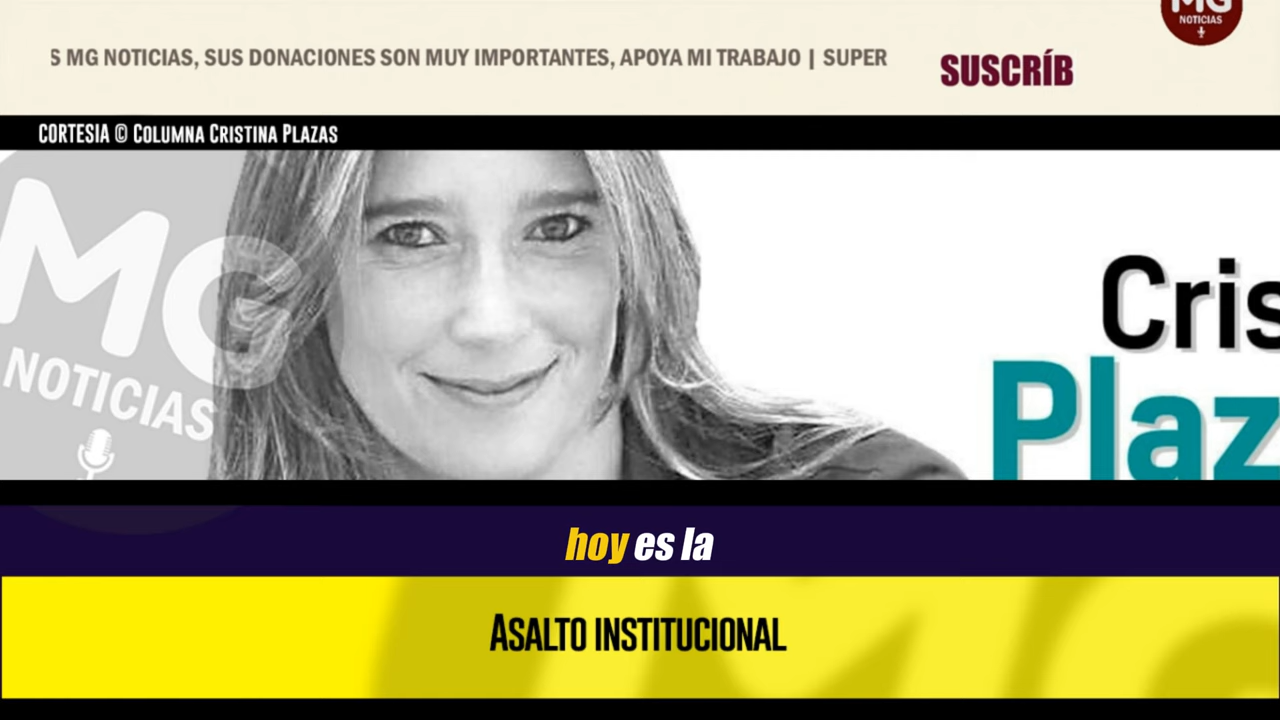 MG
NOTICIAS
S MG NOTICIAS, SUS DONACIONES SON MUY IMPORTANTES, APOYA MI TRABAJO | SUPER
SUSCRÍB
CORTESIA © COLUMNA CRISTINA PLAZAS
MG
NOTICIAS
Cris
Plaz
hoy es la
ASALTO INSTITUCIONAL